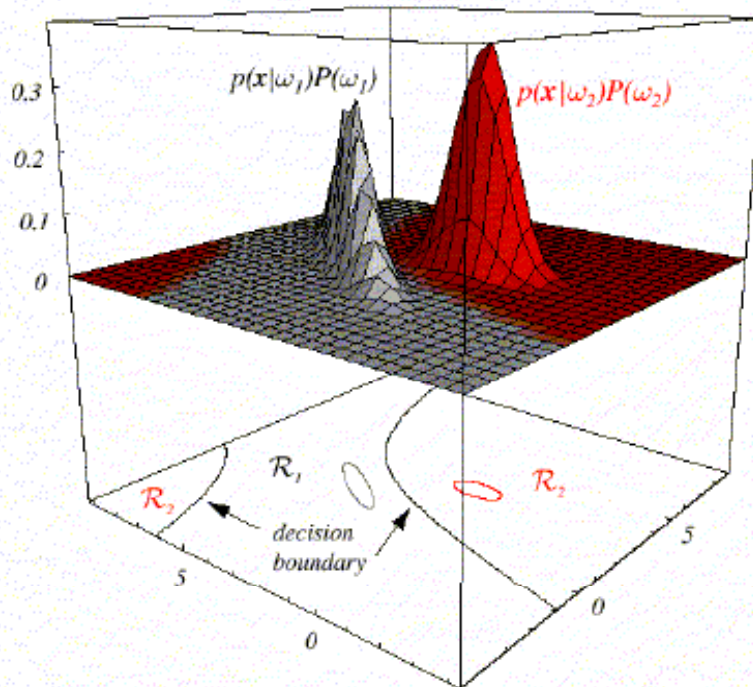 0.3
0.2
0.1
0
p(x|ω₁)P(ω₁)
p(x|ω₂)P(ω₂)
R₂
R₁
R₂
decision
boundary
5
0
5
0